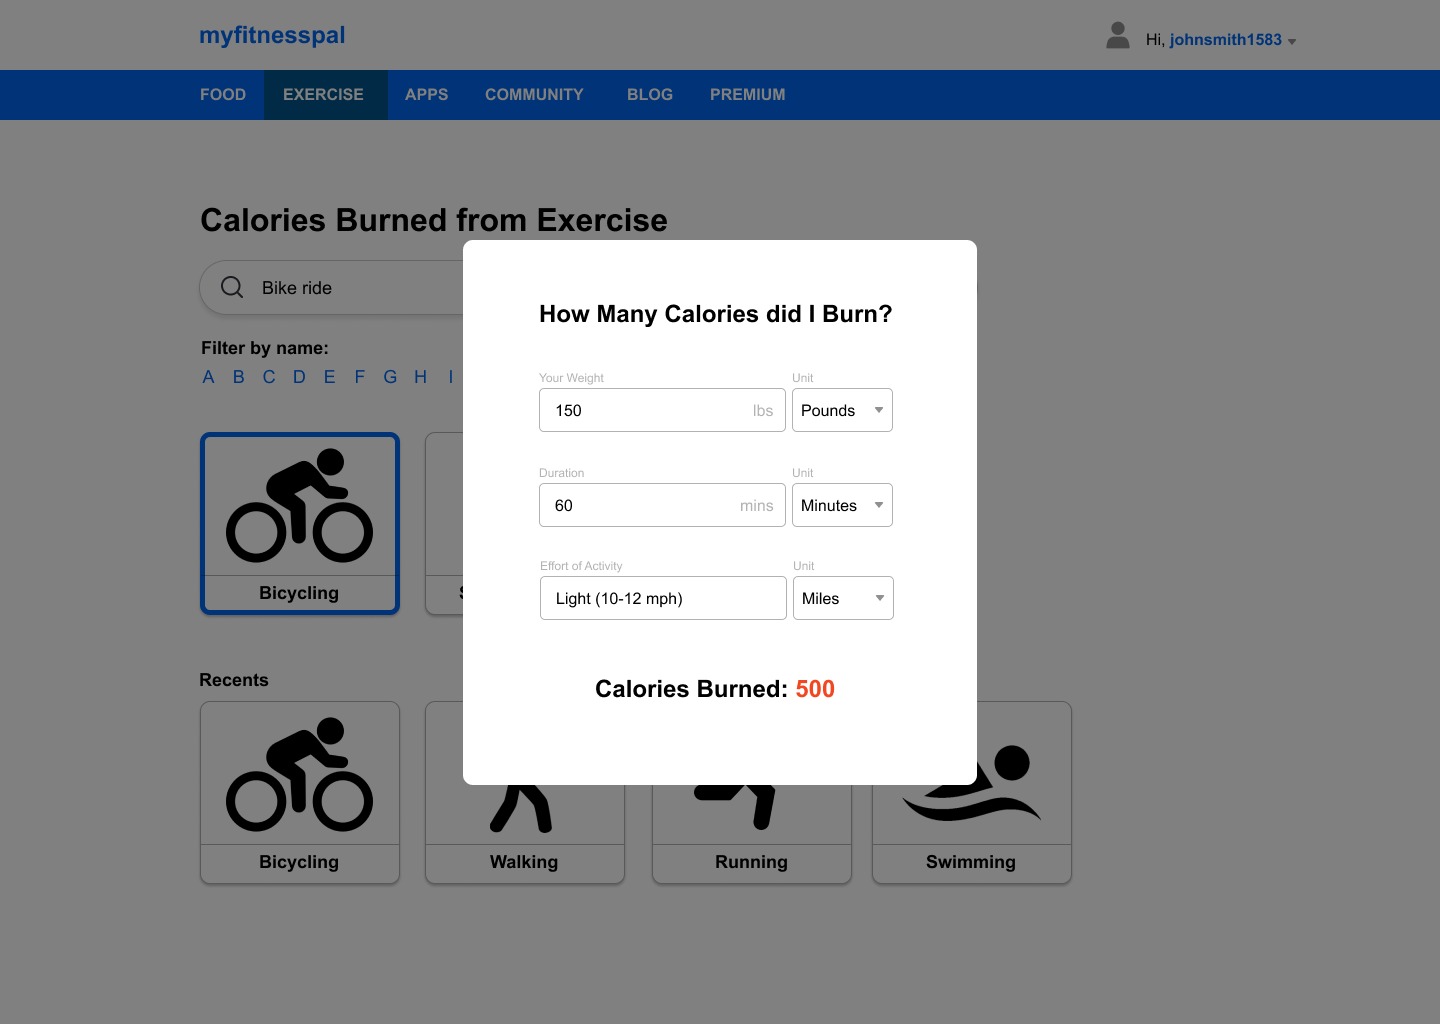 myfitnesspal
Hi, johnsmith1583
FOOD EXERCISE APPS COMMUNITY BLOG PREMIUM
Calories Burned from Exercise
Bike ride
Filter by name:
A B C D E F G H I
Bicycling
How Many Calories did I Burn?
Your Weight Unit
150 lbs Pounds
Duration Unit
60 mins Minutes
Effort of Activity Unit
Light (10-12 mph) Miles
Calories Burned: 500
Recents
Bicycling Walking Running Swimming